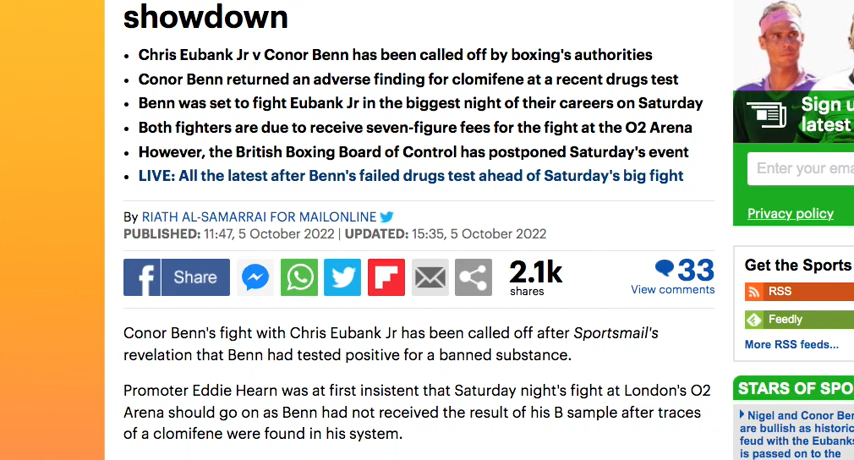 showdown
• Chris Eubank Jr v Conor Benn has been called off by boxing's authorities
• Conor Benn returned an adverse finding for clomifene at a recent drugs test
• Benn was set to fight Eubank Jr in the biggest night of their careers on Saturday
• Both fighters are due to receive seven-figure fees for the fight at the O2 Arena
• However, the British Boxing Board of Control has postponed Saturday's event
• LIVE: All the latest after Benn's failed drugs test ahead of Saturday's big fight
By RIATH AL-SAMARRAI FOR MAILONLINE
PUBLISHED: 11:47, 5 October 2022 | UPDATED: 15:35, 5 October 2022
f Share
2.1k
shares
33
View comments
Conor Benn's fight with Chris Eubank Jr has been called off after Sportsmail's
revelation that Benn had tested positive for a banned substance.
Promoter Eddie Hearn was at first insistent that Saturday night's fight at London's O2
Arena should go on as Benn had not received the result of his B sample after traces
of a clomifene were found in his system.
Sign u
latest
Enter your ema
Privacy policy
Get the Sports
RSS
Feedly
More RSS feeds...
STARS OF SPO
Nigel and Conor Ben
are bullish as historic
feud with the Eubanks
is passed on to the